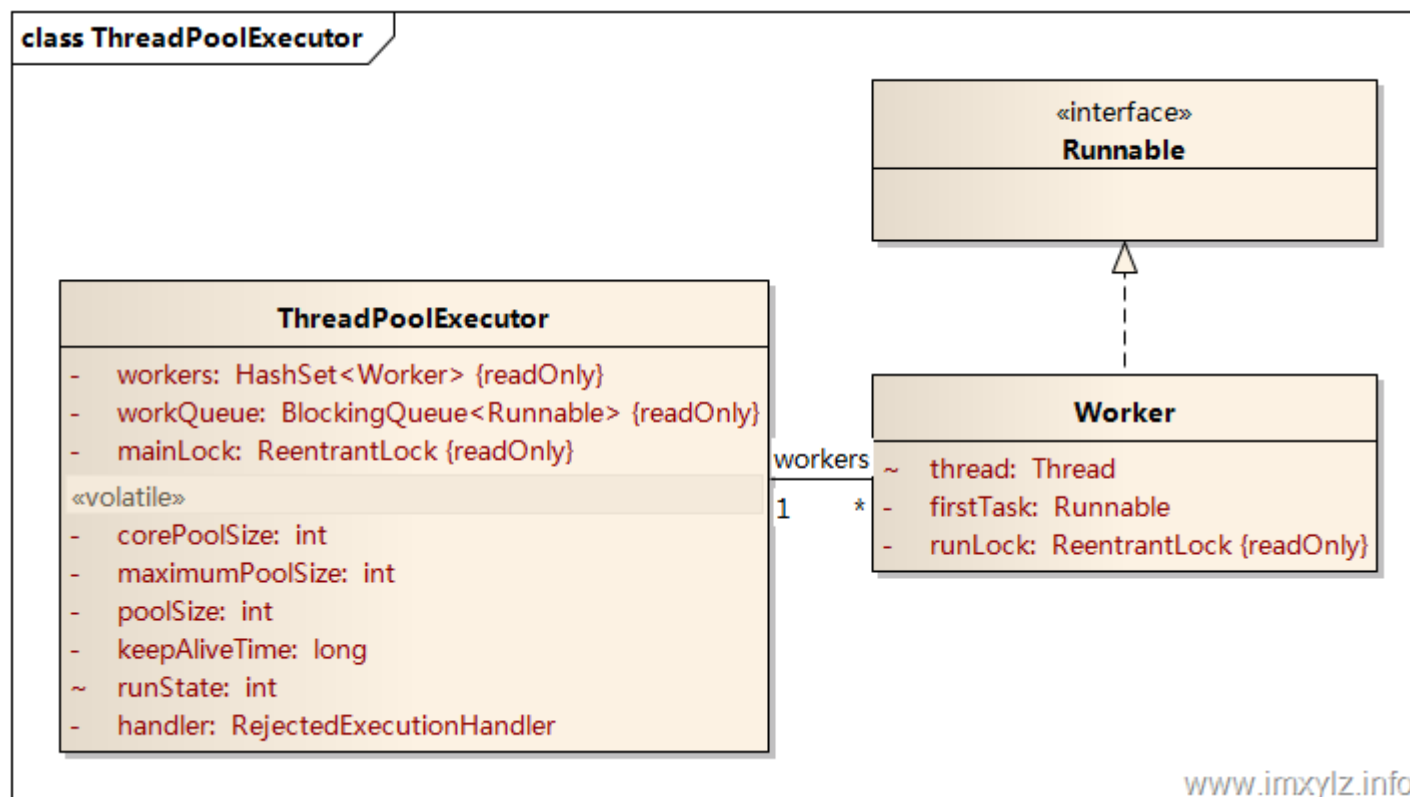 class ThreadPoolExecutor
«interface»
Runnable
ThreadPoolExecutor
- workers: HashSet<Worker> {readOnly}
- workQueue: BlockingQueue<Runnable> {readOnly}
- mainLock: ReentrantLock {readOnly}
«volatile»
- corePoolSize: int
- maximumPoolSize: int
- poolSize: int
- keepAliveTime: long
~ runState: int
- handler: RejectedExecutionHandler
workers
1 *
Worker
~ thread: Thread
- firstTask: Runnable
- runLock: ReentrantLock {readOnly}
www.imxylz.info